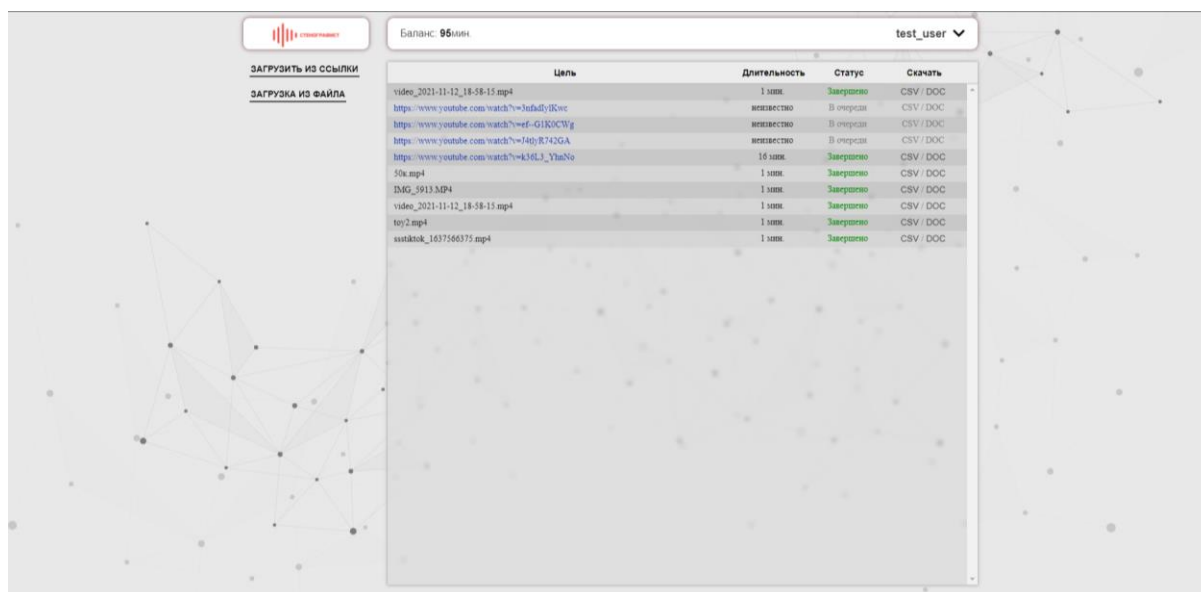 СТЕНОГРАФИСТ
Баланс: 95мин.
test_user
ЗАГРУЗИТЬ ИЗ ССЫЛКИ
ЗАГРУЗКА ИЗ ФАЙЛА
Цель Длительность Статус Скачать
video_2021-11-12_18-58-15.mp4 1 мин. Завершено CSV / DOC
неизвестно В очереди CSV / DOC
неизвестно В очереди CSV / DOC
неизвестно В очереди CSV / DOC
16 мин. Завершено CSV / DOC
50к.mp4 1 мин. Завершено CSV / DOC
IMG_5913.MP4 1 мин. Завершено CSV / DOC
video_2021-11-12_18-58-15.mp4 1 мин. Завершено CSV / DOC
toy2.mp4 1 мин. Завершено CSV / DOC
ssstiktok_1637566375.mp4 1 мин. Завершено CSV / DOC